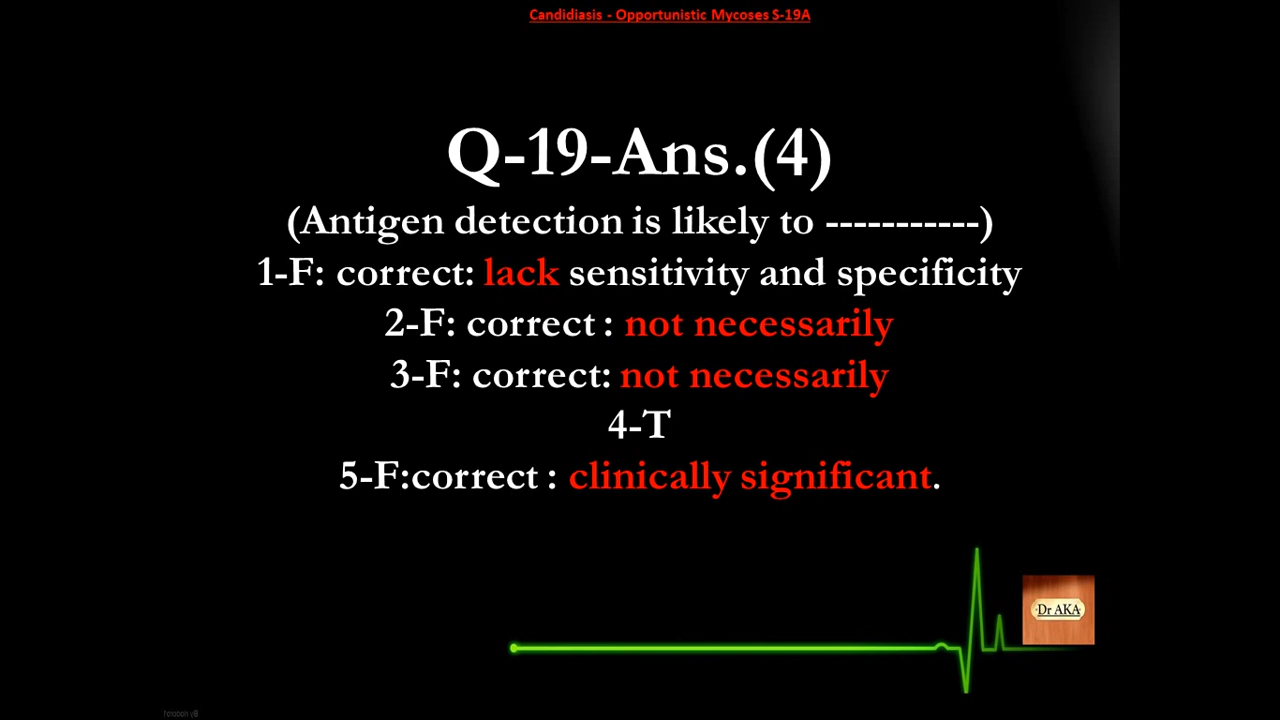 Candidiasis - Opportunistic Mycoses S-19A
Q-19-Ans.(4)
(Antigen detection is likely to -----------)
1-F: correct: lack sensitivity and specificity
2-F: correct : not necessarily
3-F: correct: not necessarily
4-T
5-F:correct : clinically significant.
Dr AKA